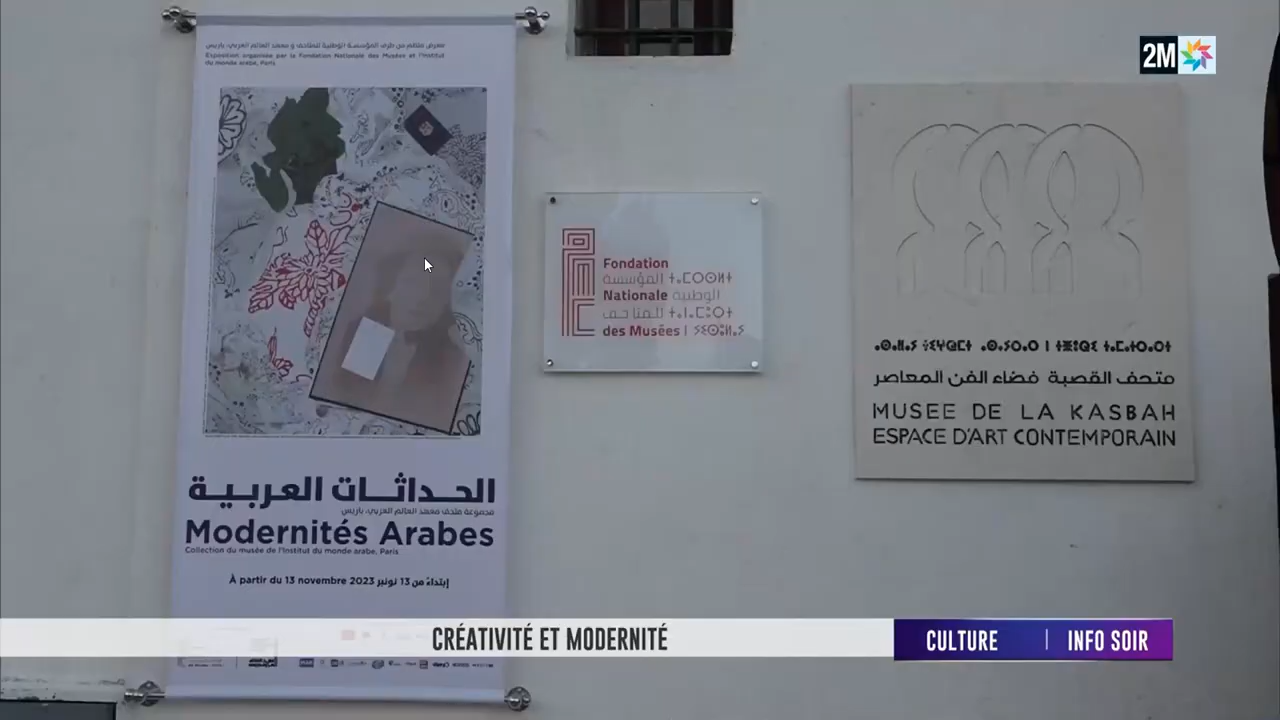 معرض منظم من طرف المؤسسة الوطنية للمتاحف و معهد العالم العربي، باريس
Exposition organisée par la Fondation Nationale des Musées et l'Institut
du monde arabe, Paris
الحداثات العربية
مجموعة متحف معهد العالم العربي، باريس
Modernités Arabes
Collection du musée de l'Institut du monde arabe, Paris
À partir du 13 novembre 2023 إبتداءً من 13 نونبر
Fondation
المؤسسة ⵜⴰⵎⵙⵙⵍⵜ
Nationale الوطنية
للمتاحف ⵜⴰⵏⴰⵎⵓⵔⵜ
des Musées
متحف القصبة فضاء الفن المعاصر
MUSEE DE LA KASBAH
ESPACE D'ART CONTEMPORAIN
2M
CRÉATIVITÉ ET MODERNITÉ
CULTURE | INFO SOIR